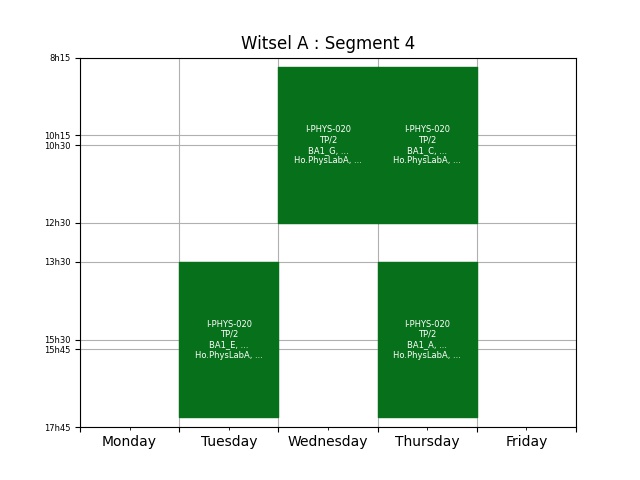 Witsel A : Segment 4
8h15
10h15
10h30
12h30
13h30
15h30
15h45
17h45
I-PHYS-020
TP/2
BA1_G, ...
Ho.PhysLabA, ...
I-PHYS-020
TP/2
BA1_C, ...
Ho.PhysLabA, ...
I-PHYS-020
TP/2
BA1_E, ...
Ho.PhysLabA, ...
I-PHYS-020
TP/2
BA1_A, ...
Ho.PhysLabA, ...
Monday
Tuesday
Wednesday
Thursday
Friday